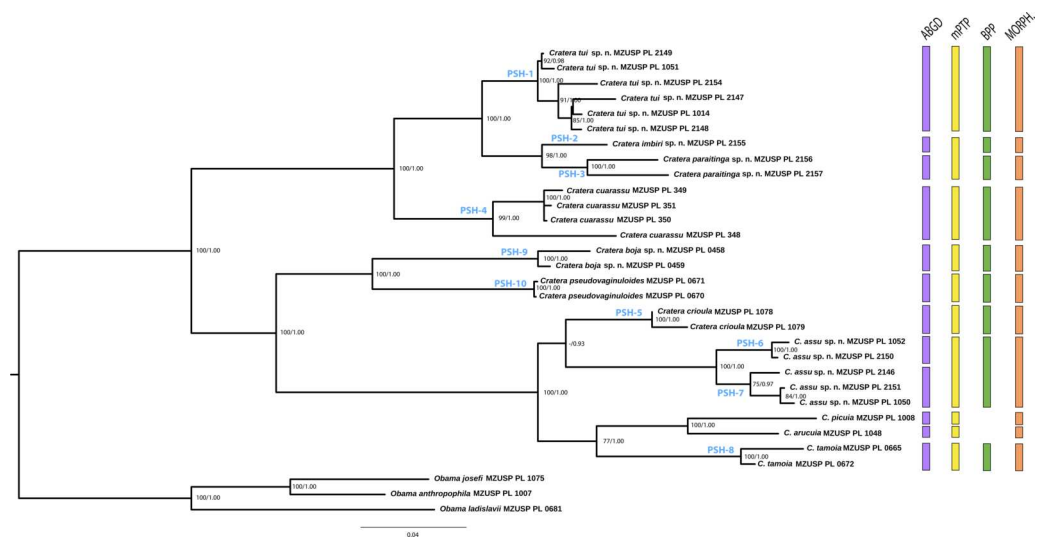 ABGD mPTP BPP MORPH.
Cratera tui sp. n. MZUSP PL 2149
92/0.98
Cratera tui sp. n. MZUSP PL 1051
PSH-1
100/1.00
Cratera tui sp. n. MZUSP PL 2154
Cratera tui sp. n. MZUSP PL 2147
91/1.00
Cratera tui sp. n. MZUSP PL 1014
85/1.00
Cratera tui sp. n. MZUSP PL 2148
100/1.00
PSH-2
Cratera imbiri sp. n. MZUSP PL 2155
98/1.00
Cratera paraitinga sp. n. MZUSP PL 2156
100/1.00
PSH-3
Cratera paraitinga sp. n. MZUSP PL 2157
100/1.00
Cratera cuarassu MZUSP PL 349
100/1.00
Cratera cuarassu MZUSP PL 351
PSH-4
99/1.00
Cratera cuarassu MZUSP PL 350
Cratera cuarassu MZUSP PL 348
100/1.00
PSH-9
Cratera boja sp. n. MZUSP PL 0458
100/1.00
Cratera boja sp. n. MZUSP PL 0459
100/1.00
PSH-10
Cratera pseudovaginuloides MZUSP PL 0671
100/1.00
Cratera pseudovaginuloides MZUSP PL 0670
100/1.00
PSH-5
Cratera crioula MZUSP PL 1078
100/1.00
Cratera crioula MZUSP PL 1079
-/0.93
PSH-6
C. assu sp. n. MZUSP PL 1052
100/1.00
C. assu sp. n. MZUSP PL 2150
100/1.00
C. assu sp. n. MZUSP PL 2146
75/0.97
PSH-7
C. assu sp. n. MZUSP PL 2151
84/1.00
C. assu sp. n. MZUSP PL 1050
100/1.00
C. picuia MZUSP PL 1008
100/1.00
C. arucuia MZUSP PL 1048
77/1.00
PSH-8
C. tamoia MZUSP PL 0665
100/1.00
C. tamoia MZUSP PL 0672
Obama josefi MZUSP PL 1075
100/1.00
Obama anthropophila MZUSP PL 1007
100/1.00
Obama ladislavii MZUSP PL 0681
0.04